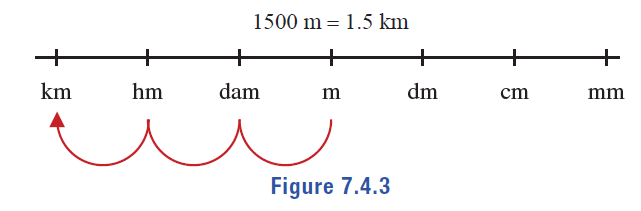 1500 m = 1.5 km
km hm dam m dm cm mm
Figure 7.4.3